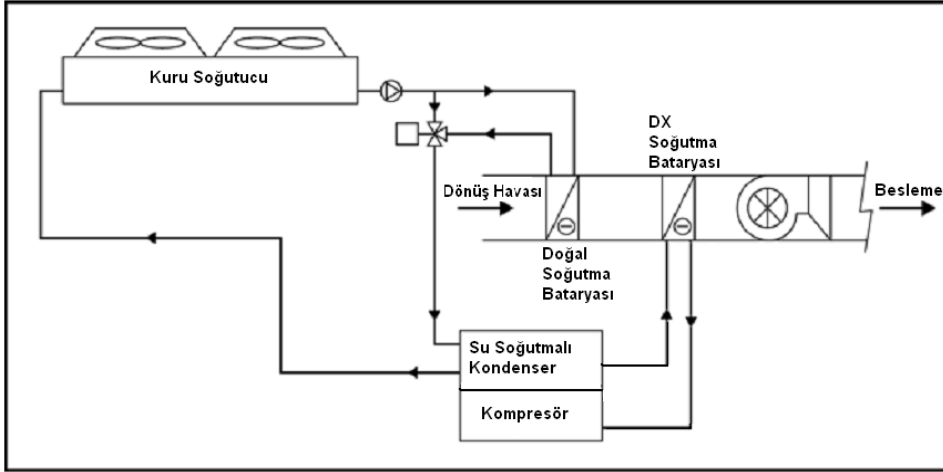 Kuru Soğutucu
DX
Soğutma
Bataryası
Dönüş Havası
Besleme
Doğal
Soğutma
Bataryası
Su Soğutmalı
Kondenser
Kompresör